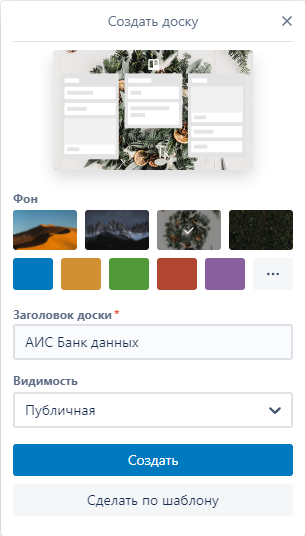 Создать доску
Фон
Заголовок доски *
АИС Банк данных
Видимость
Публичная
Создать
Сделать по шаблону